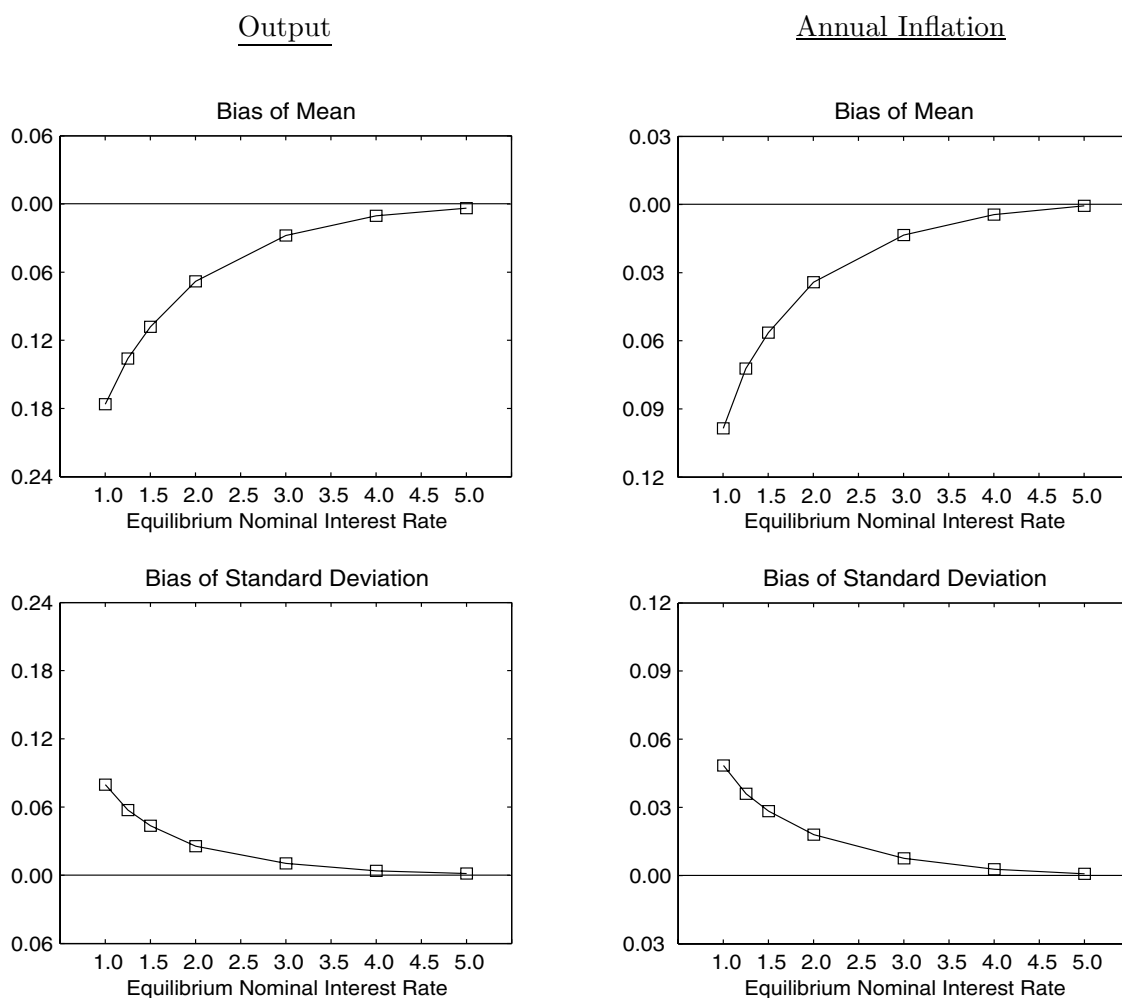 Output
Annual Inflation
Bias of Mean
0.06
0.00
0.06
0.12
0.18
0.24
1.0 1.5 2.0 2.5 3.0 3.5 4.0 4.5 5.0
Equilibrium Nominal Interest Rate
Bias of Mean
0.03
0.00
0.03
0.06
0.09
0.12
1.0 1.5 2.0 2.5 3.0 3.5 4.0 4.5 5.0
Equilibrium Nominal Interest Rate
Bias of Standard Deviation
0.24
0.18
0.12
0.06
0.00
0.06
1.0 1.5 2.0 2.5 3.0 3.5 4.0 4.5 5.0
Equilibrium Nominal Interest Rate
Bias of Standard Deviation
0.12
0.09
0.06
0.03
0.00
0.03
1.0 1.5 2.0 2.5 3.0 3.5 4.0 4.5 5.0
Equilibrium Nominal Interest Rate